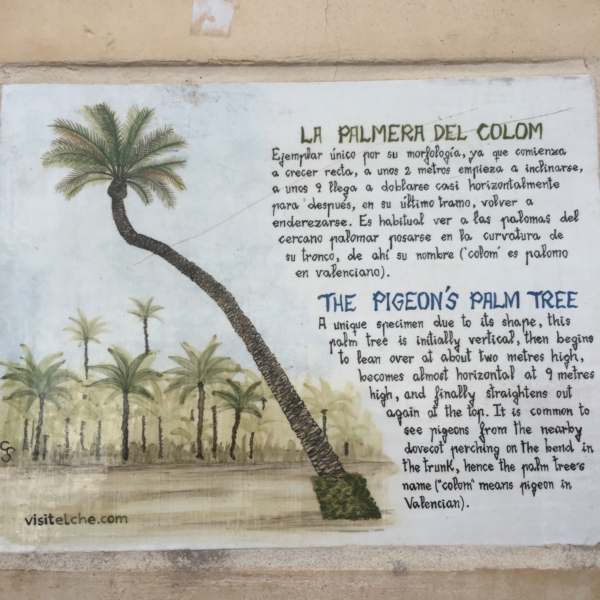 LA PALMERA DEL COLOM
Ejemplar único por su morfología, ya que comienza
a crecer recta, a unos 2 metros empieza a inclinarse,
a unos 9 llega a doblarse casi horizontalmente
para después, en su último tramo, volver a
enderezarse. Es habitual ver a las palomas del
cercano palomar posarse en la curvatura de
su tronco, de ahí su nombre ("colom" es palomo
en valenciano).
THE PIGEON'S PALM TREE
A unique specimen due to its shape, this
palm tree is initially vertical, then begins
to lean over at about two metres high,
becomes almost horizontal at 9 metres
high, and finally straightens out
again at the top. It is common to
see pigeons from the nearby
dovecot perching on the bend in
the trunk, hence the palm tree's
name ("colom" means pigeon in
Valencian).
visitelche.com